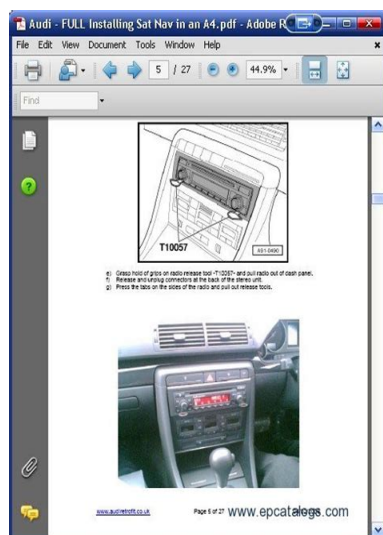 Audi - FULL Installing Sat Nav in an A4.pdf - Adobe R
File Edit View Document Tools Window Help
5 / 27 44.9%
Find
T10057
A91-0490
e) Grasp hold of grips on radio release tool -T10057- and pull radio out of dash panel.
f) Release and unplug connectors at the back of the stereo unit.
g) Press the tabs on the sides of the radio and pull out release tools.
www.audiretrofit.co.uk Page 5 of 27 www.epcatalogs.com